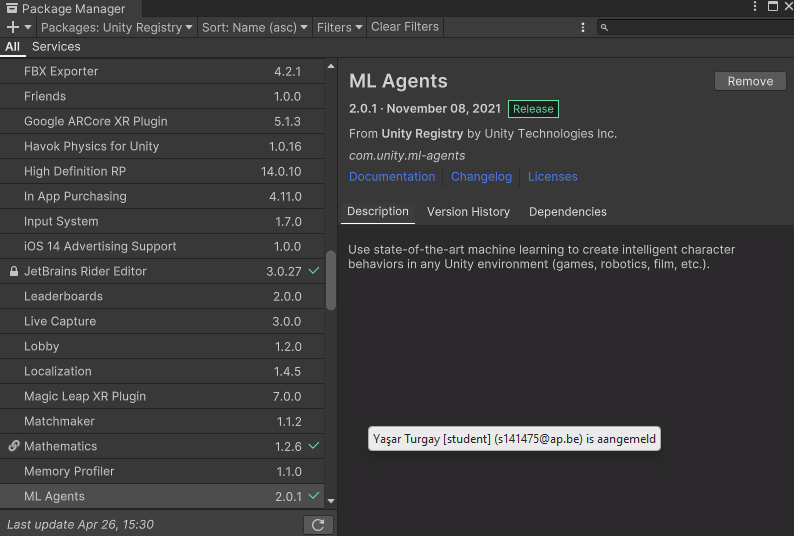 Package Manager
+ Packages: Unity Registry Sort: Name (asc) Filters Clear Filters
All Services
FBX Exporter 4.2.1
Friends 1.0.0
Google ARCore XR Plugin 5.1.3
Havok Physics for Unity 1.0.16
High Definition RP 14.0.10
In App Purchasing 4.11.0
Input System 1.7.0
iOS 14 Advertising Support 1.0.0
JetBrains Rider Editor 3.0.27
Leaderboards 2.0.0
Live Capture 3.0.0
Lobby 1.2.0
Localization 1.4.5
Magic Leap XR Plugin 7.0.0
Matchmaker 1.1.2
Mathematics 1.2.6
Memory Profiler 1.1.0
ML Agents 2.0.1
Last update Apr 26, 15:30
ML Agents Remove
2.0.1 · November 08, 2021 Release
From Unity Registry by Unity Technologies Inc.
com.unity.ml-agents
Documentation Changelog Licenses
Description Version History Dependencies
Use state-of-the-art machine learning to create intelligent character
behaviors in any Unity environment (games, robotics, film, etc.).
Yaşar Turgay [student] (s141475@ap.be) is aangemeld